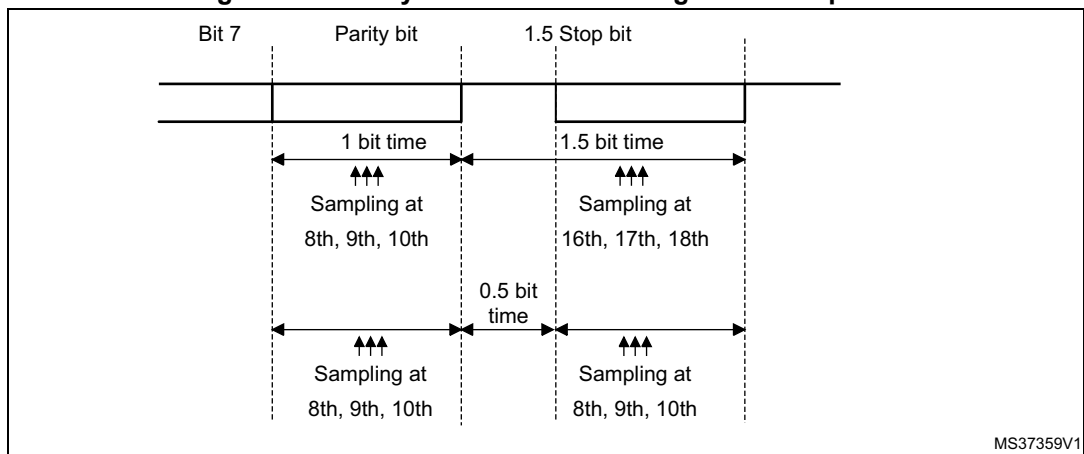 Bit 7 Parity bit 1.5 Stop bit
1 bit time 1.5 bit time
Sampling at Sampling at
8th, 9th, 10th 16th, 17th, 18th
0.5 bit
time
Sampling at Sampling at
8th, 9th, 10th 8th, 9th, 10th
MS37359V1